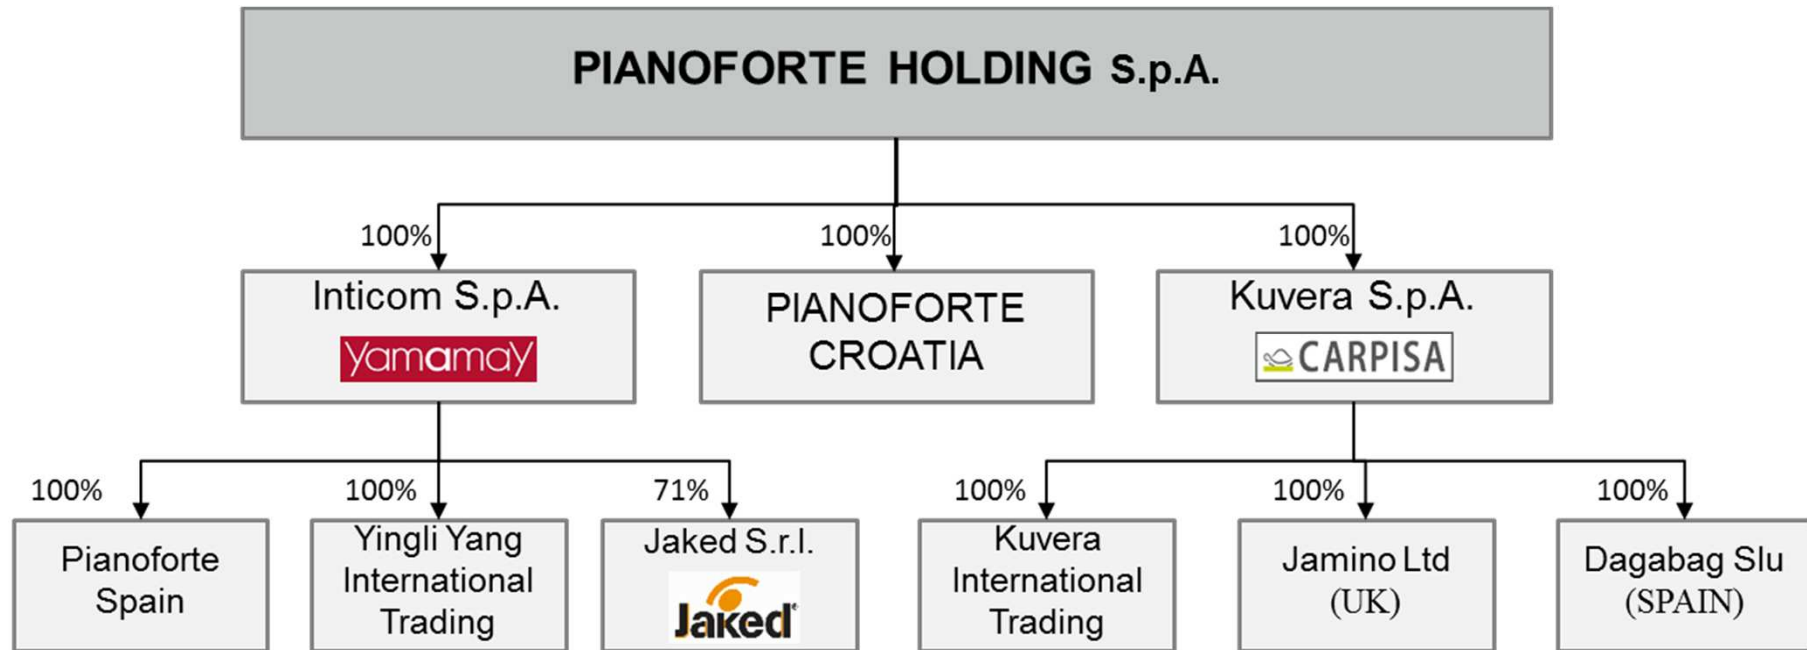 PIANOFORTE HOLDING S.p.A.
100%
100%
100%
Inticom S.p.A.
yamamay
PIANOFORTE
CROATIA
Kuvera S.p.A.
CARPISA
100%
100%
71%
100%
100%
100%
Pianoforte
Spain
Yingli Yang
International
Trading
Jaked S.r.l.
Jaked®
Kuvera
International
Trading
Jamino Ltd
(UK)
Dagabag Slu
(SPAIN)